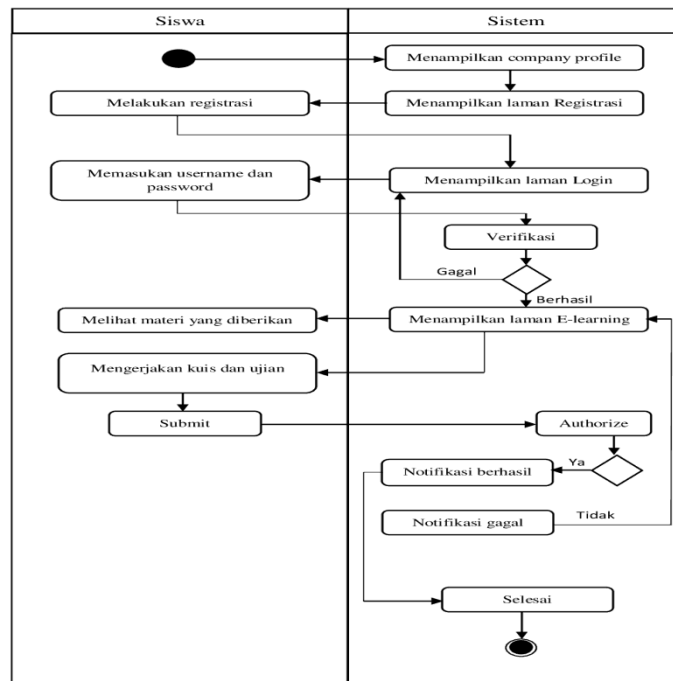 Siswa
Sistem
Menampilkan company profile
Melakukan registrasi
Menampilkan laman Registrasi
Memasukan username dan
password
Menampilkan laman Login
Verifikasi
Gagal
Berhasil
Melihat materi yang diberikan
Menampilkan laman E-learning
Mengerjakan kuis dan ujian
Submit
Authorize
Ya
Notifikasi berhasil
Notifikasi gagal
Tidak
Selesai